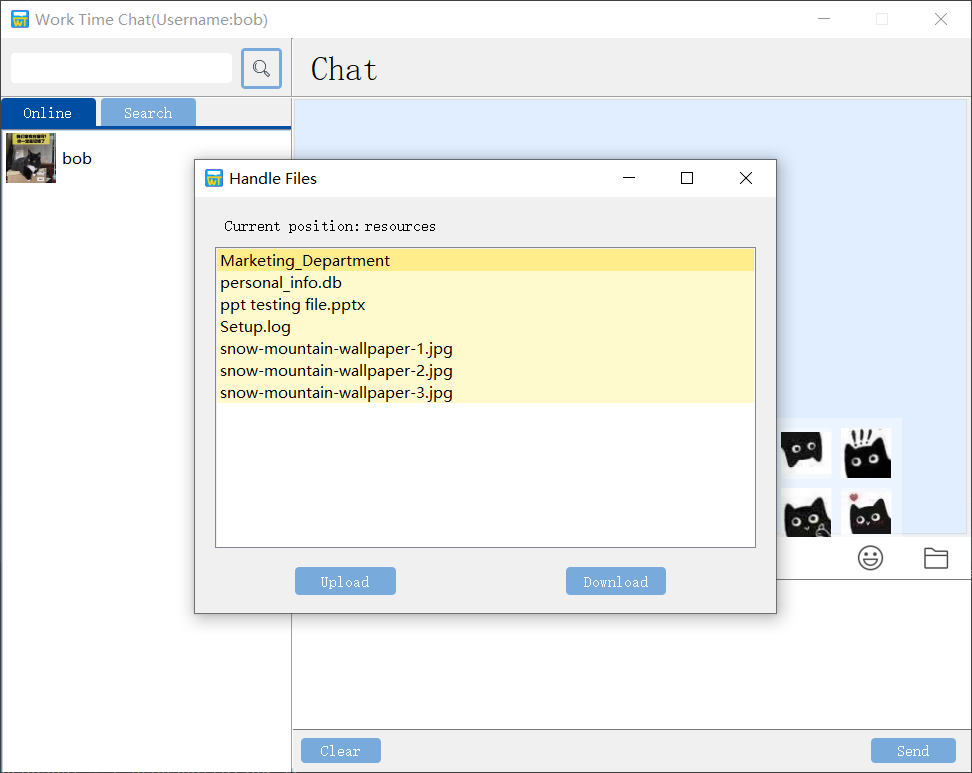 Work Time Chat(Username:bob)
Chat
Online
Search
bob
Handle Files
Current position: resources
Marketing_Department
personal_info.db
ppt testing file.pptx
Setup.log
snow-mountain-wallpaper-1.jpg
snow-mountain-wallpaper-2.jpg
snow-mountain-wallpaper-3.jpg
Upload
Download
Clear
Send